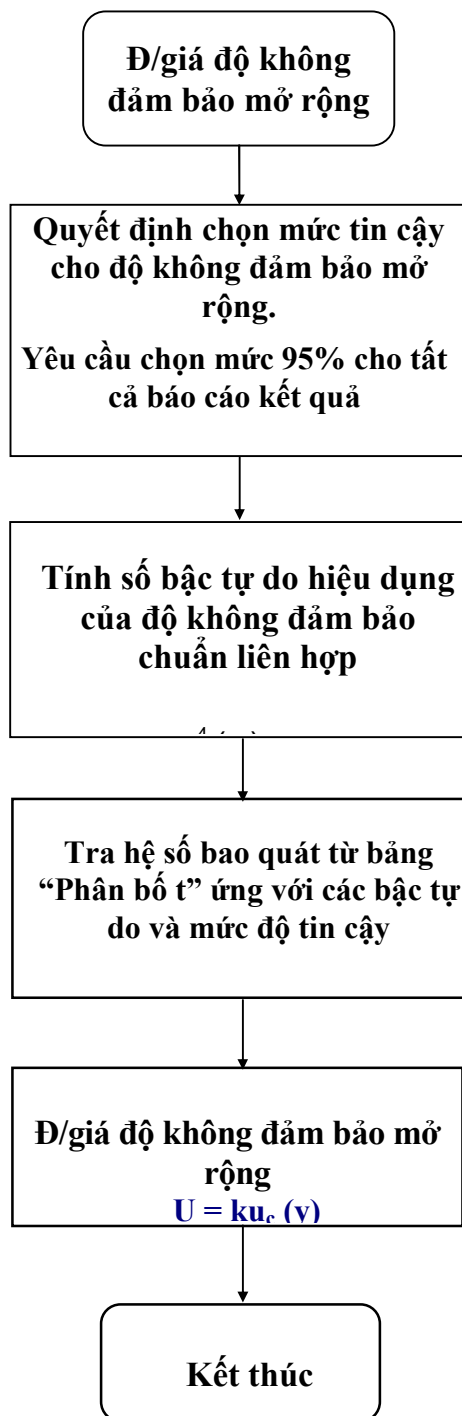 Đ/giá độ không
đảm bảo mở rộng
Quyết định chọn mức tin cậy
cho độ không đảm bảo mở
rộng.
Yêu cầu chọn mức 95% cho tất
cả báo cáo kết quả
Tính số bậc tự do hiệu dụng
của độ không đảm bảo
chuẩn liên hợp
Tra hệ số bao quát từ bảng
“Phân bố t” ứng với các bậc tự
do và mức độ tin cậy
Đ/giá độ không đảm bảo mở
rộng
U = ku_c (y)
Kết thúc